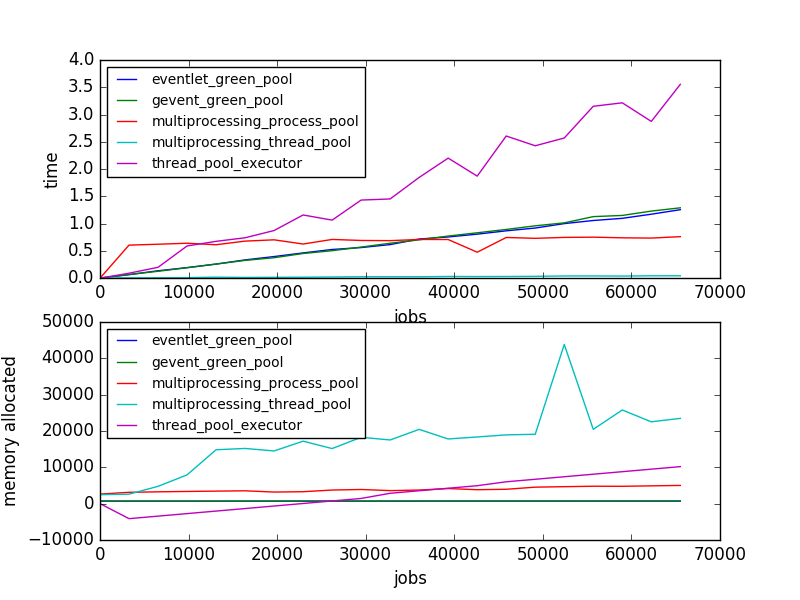 4.0
3.5
3.0
2.5
2.0
1.5
1.0
0.5
0.0
time
eventlet_green_pool
gevent_green_pool
multiprocessing_process_pool
multiprocessing_thread_pool
thread_pool_executor
0 10000 20000 30000 40000 50000 60000 70000
jobs
50000
40000
30000
20000
10000
0
−10000
memory allocated
eventlet_green_pool
gevent_green_pool
multiprocessing_process_pool
multiprocessing_thread_pool
thread_pool_executor
0 10000 20000 30000 40000 50000 60000 70000
jobs